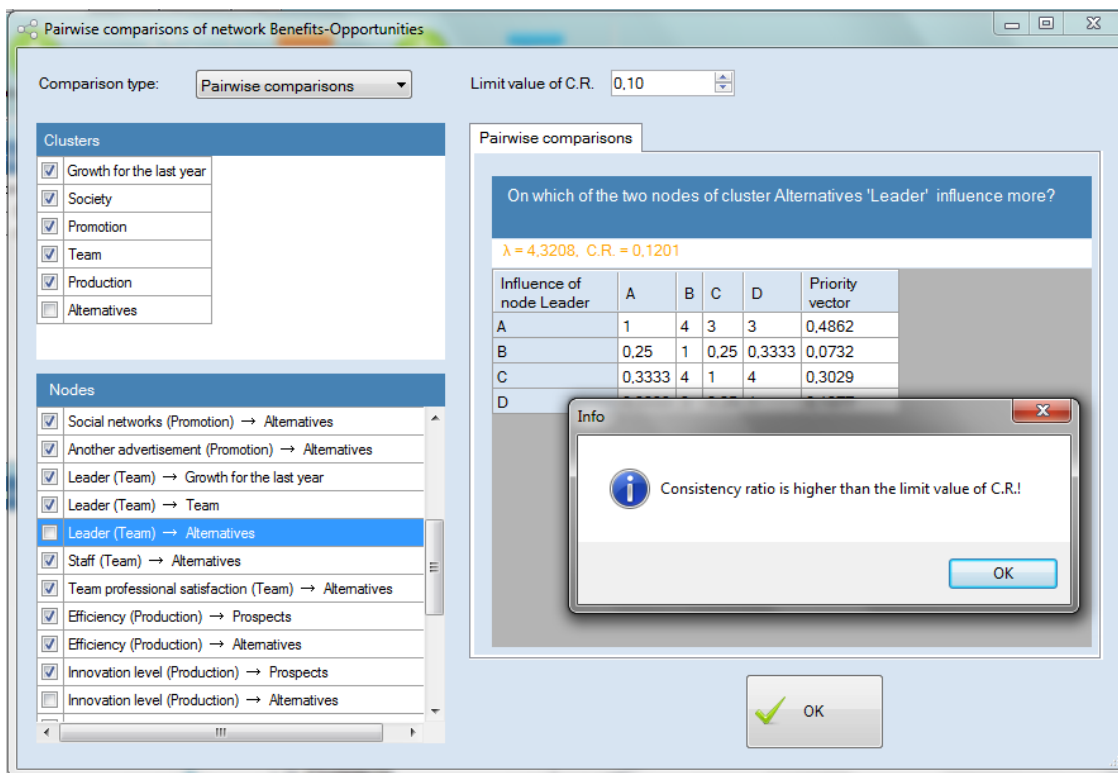 Pairwise comparisons of network Benefits-Opportunities
Comparison type: Pairwise comparisons
Limit value of C.R. 0,10
Clusters
Growth for the last year
Society
Promotion
Team
Production
Alternatives
Nodes
Social networks (Promotion) → Alternatives
Another advertisement (Promotion) → Alternatives
Leader (Team) → Growth for the last year
Leader (Team) → Team
Leader (Team) → Alternatives
Staff (Team) → Alternatives
Team professional satisfaction (Team) → Alternatives
Efficiency (Production) → Prospects
Efficiency (Production) → Alternatives
Innovation level (Production) → Prospects
Innovation level (Production) → Alternatives
Pairwise comparisons
On which of the two nodes of cluster Alternatives 'Leader' influence more?
λ = 4,3208, C.R. = 0,1201
Influence of node Leader A B C D Priority vector
A 1 4 3 3 0,4862
B 0,25 1 0,25 0,3333 0,0732
C 0,3333 4 1 4 0,3029
D
Info
Consistency ratio is higher than the limit value of C.R.!
OK
OK